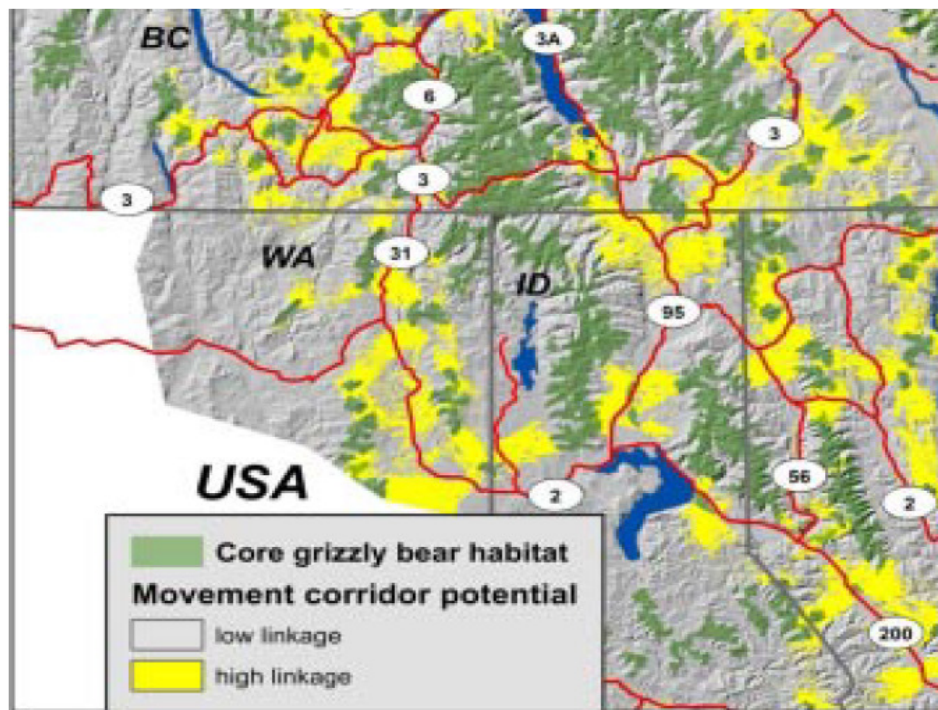 BC
3A
6
3
3
3
WA
31
ID
95
USA
2
56
2
Core grizzly bear habitat
Movement corridor potential
low linkage
200
high linkage